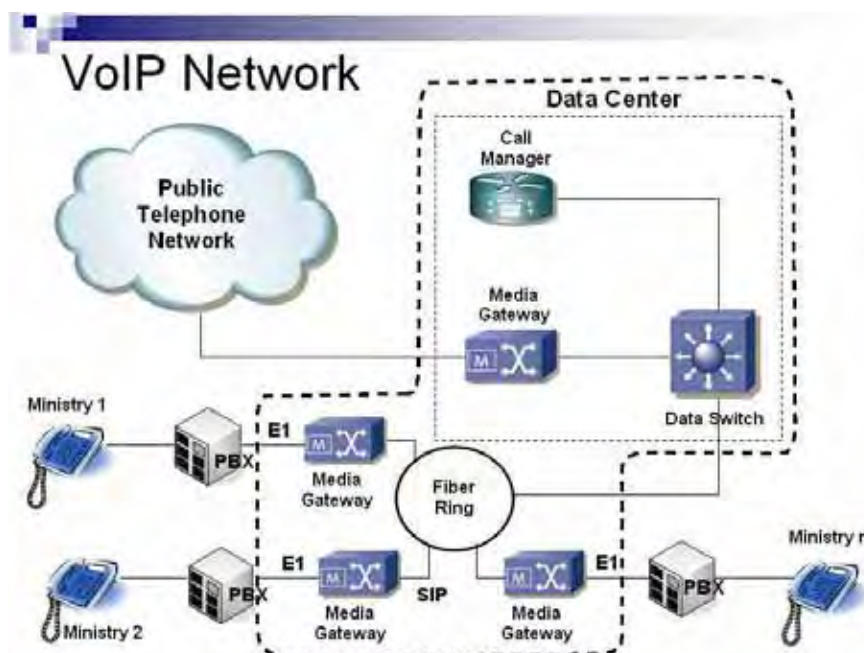 VoIP Network
Data Center
Call
Manager
Public
Telephone
Network
Media
Gateway
M
Data Switch
Ministry 1
PBX
E1
M
Media
Gateway
Fiber
Ring
Ministry 2
PBX
E1
M
Media
Gateway
SIP
M
Media
Gateway
E1
PBX
Ministry n